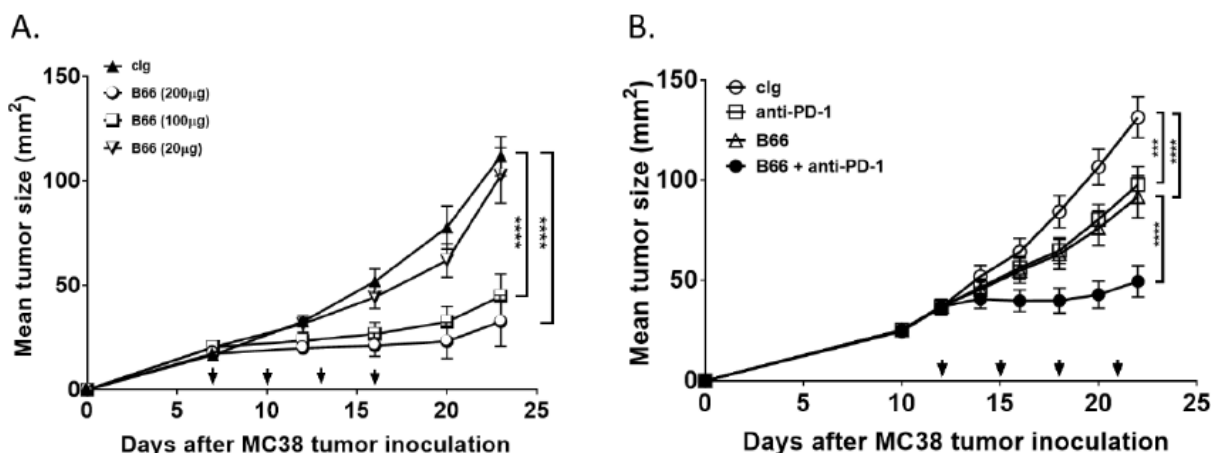 A.
150
100
50
0
0 5 10 15 20 25
Mean tumor size (mm²)
Days after MC38 tumor inoculation
cIg
B66 (200µg)
B66 (100µg)
B66 (20µg)
****
****
B.
150
100
50
0
0 5 10 15 20 25
Mean tumor size (mm²)
Days after MC38 tumor inoculation
cIg
anti-PD-1
B66
B66 + anti-PD-1
***
****
****